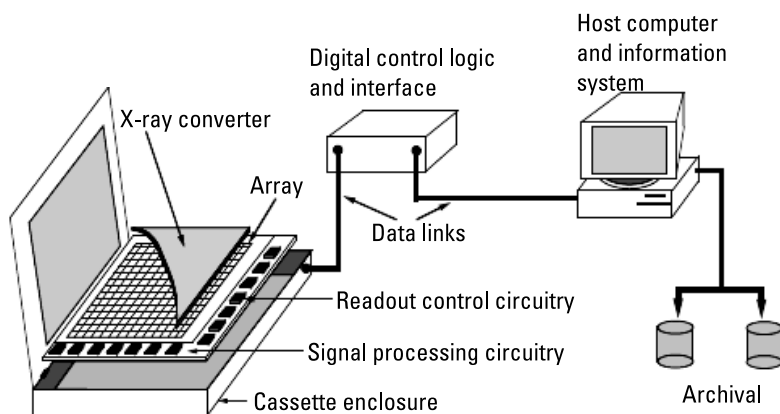 Host computer
and information
system
Digital control logic
and interface
X-ray converter
Array
Data links
Readout control circuitry
Signal processing circuitry
Cassette enclosure
Archival